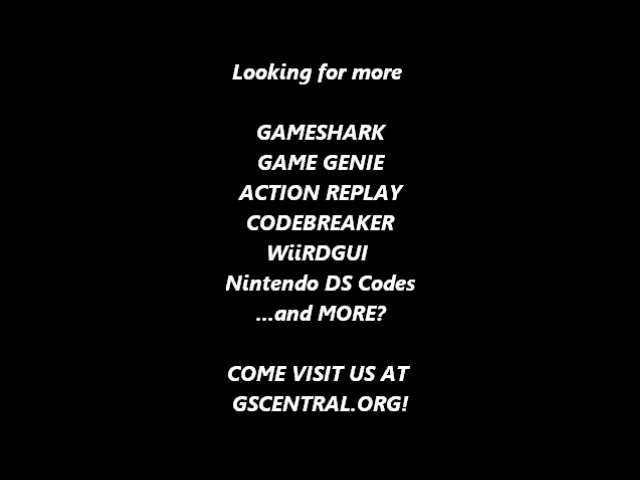 Looking for more
GAMESHARK
GAME GENIE
ACTION REPLAY
CODEBREAKER
WiiRDGUI
Nintendo DS Codes
...and MORE?
COME VISIT US AT
GSCENTRAL.ORG!